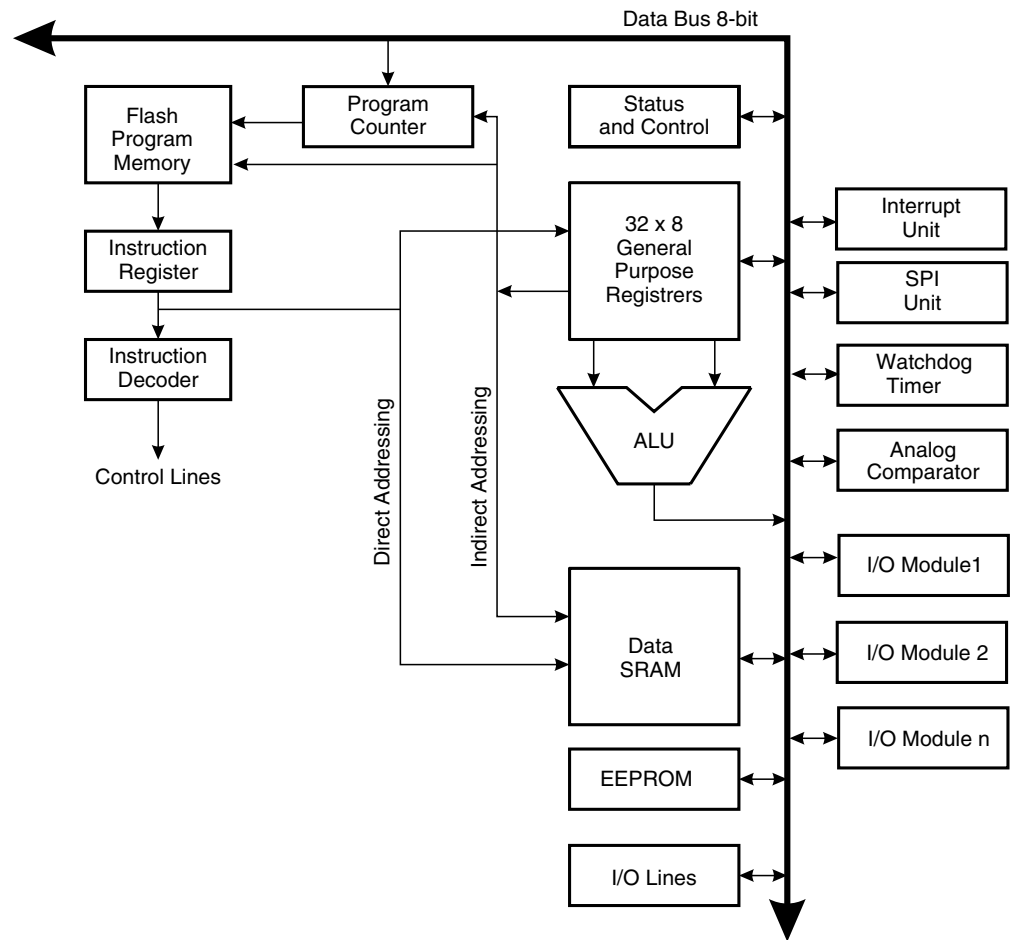 Data Bus 8-bit
Flash
Program
Memory
Program
Counter
Status
and Control
Instruction
Register
32 x 8
General
Purpose
Registrers
Interrupt
Unit
SPI
Unit
Instruction
Decoder
Watchdog
Timer
Control Lines
Direct Addressing
Indirect Addressing
ALU
Analog
Comparator
I/O Module1
Data
SRAM
I/O Module 2
I/O Module n
EEPROM
I/O Lines